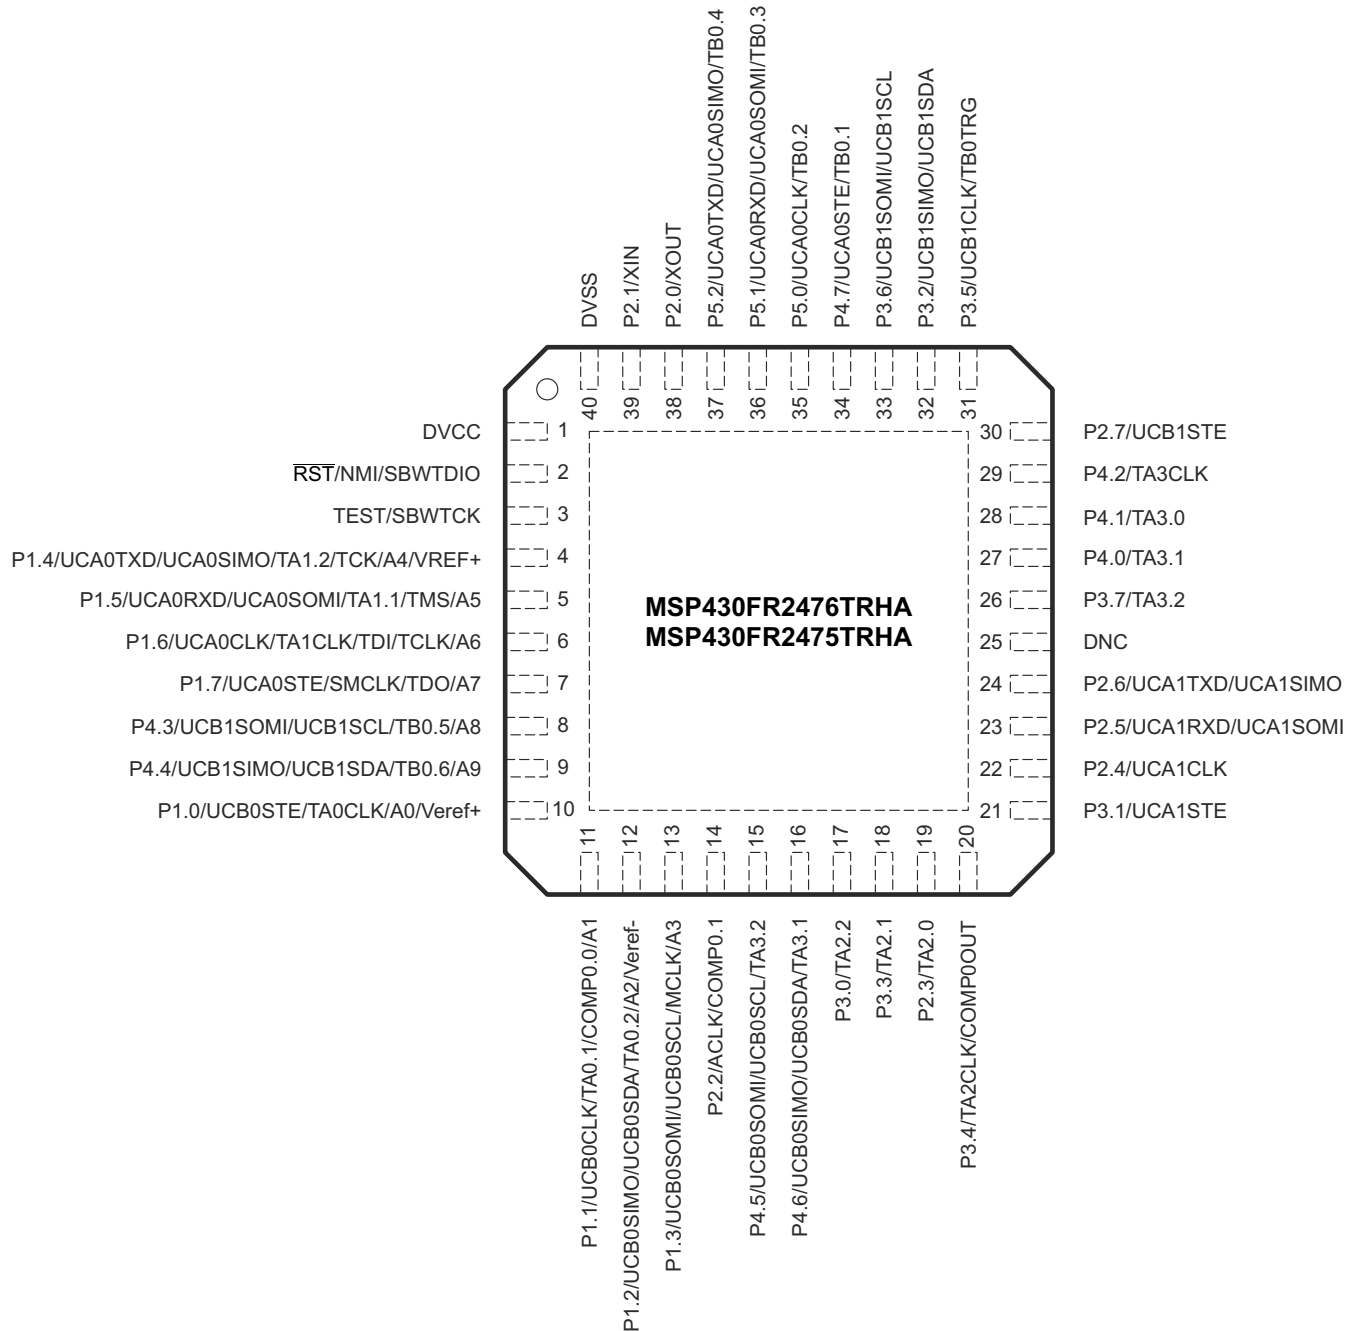 DVSS
P2.1/XIN
P2.0/XOUT
P5.2/UCA0TXD/UCA0SIMO/TB0.4
P5.1/UCA0RXD/UCA0SOMI/TB0.3
P5.0/UCA0CLK/TB0.2
P4.7/UCA0STE/TB0.1
P3.6/UCB1SOMI/UCB1SCL
P3.2/UCB1SIMO/UCB1SDA
P3.5/UCB1CLK/TB0TRG
40
39
38
37
36
35
34
33
32
31
DVCC 1
RST/NMI/SBWTDIO 2
TEST/SBWTCK 3
P1.4/UCA0TXD/UCA0SIMO/TA1.2/TCK/A4/VREF+ 4
P1.5/UCA0RXD/UCA0SOMI/TA1.1/TMS/A5 5
P1.6/UCA0CLK/TA1CLK/TDI/TCLK/A6 6
P1.7/UCA0STE/SMCLK/TDO/A7 7
P4.3/UCB1SOMI/UCB1SCL/TB0.5/A8 8
P4.4/UCB1SIMO/UCB1SDA/TB0.6/A9 9
P1.0/UCB0STE/TA0CLK/A0/Veref+ 10
MSP430FR2476TRHA
MSP430FR2475TRHA
30 P2.7/UCB1STE
29 P4.2/TA3CLK
28 P4.1/TA3.0
27 P4.0/TA3.1
26 P3.7/TA3.2
25 DNC
24 P2.6/UCA1TXD/UCA1SIMO
23 P2.5/UCA1RXD/UCA1SOMI
22 P2.4/UCA1CLK
21 P3.1/UCA1STE
11
12
13
14
15
16
17
18
19
20
P1.1/UCB0CLK/TA0.1/COMP0.0/A1
P1.2/UCB0SIMO/UCB0SDA/TA0.2/A2/Veref-
P1.3/UCB0SOMI/UCB0SCL/MCLK/A3
P2.2/ACLK/COMP0.1
P4.5/UCB0SOMI/UCB0SCL/TA3.2
P4.6/UCB0SIMO/UCB0SDA/TA3.1
P3.0/TA2.2
P3.3/TA2.1
P2.3/TA2.0
P3.4/TA2CLK/COMP0OUT